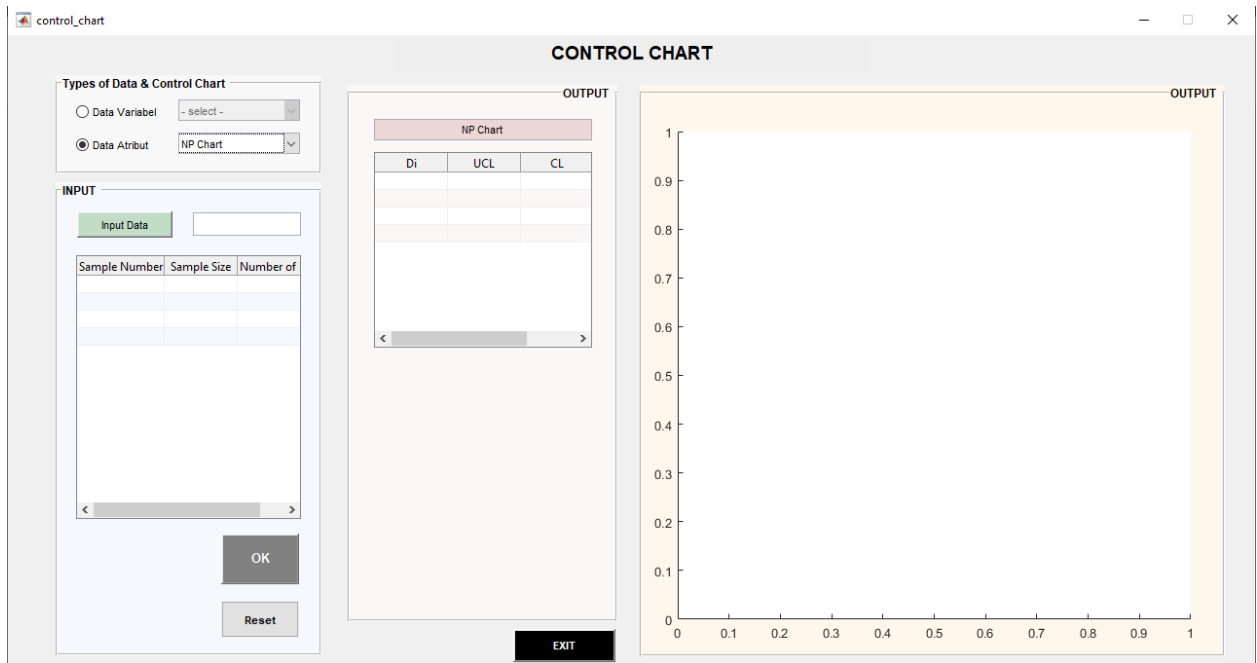 control_chart
CONTROL CHART
Types of Data & Control Chart
Data Variabel - select -
Data Atribut NP Chart
INPUT
Input Data
Sample Number Sample Size Number of
OK
Reset
OUTPUT
NP Chart
Di UCL CL
EXIT
OUTPUT
1
0.9
0.8
0.7
0.6
0.5
0.4
0.3
0.2
0.1
0
0 0.1 0.2 0.3 0.4 0.5 0.6 0.7 0.8 0.9 1